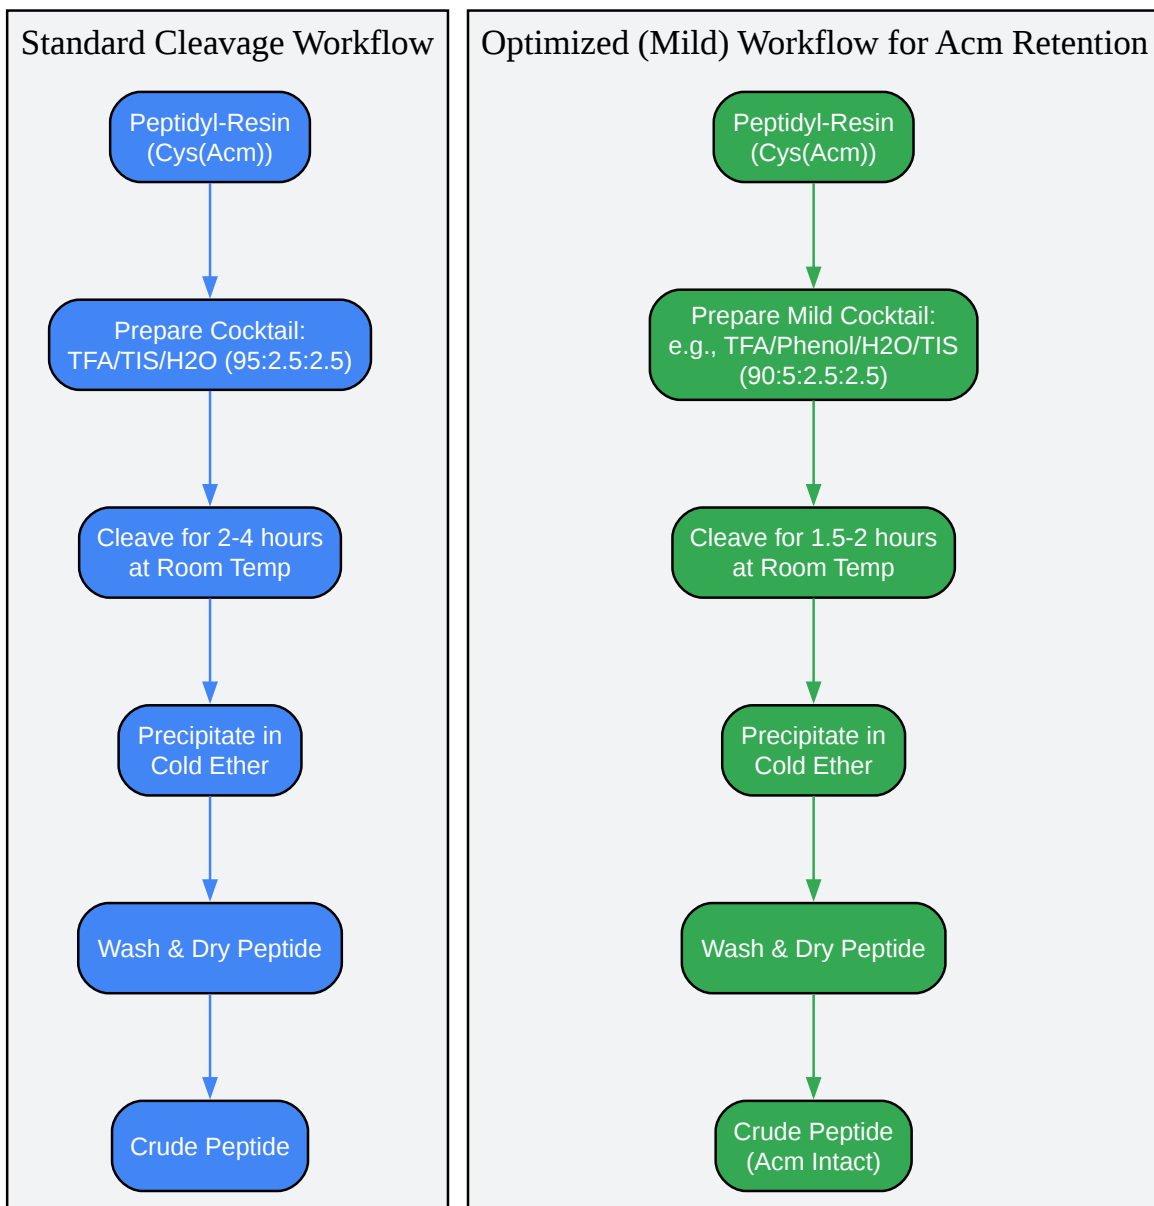 Standard Cleavage Workflow
Peptidyl-Resin
(Cys(Acm))
Prepare Cocktail:
TFA/TIS/H2O (95:2.5:2.5)
Cleave for 2-4 hours
at Room Temp
Precipitate in
Cold Ether
Wash & Dry Peptide
Crude Peptide
Optimized (Mild) Workflow for Acm Retention
Peptidyl-Resin
(Cys(Acm))
Prepare Mild Cocktail:
e.g., TFA/Phenol/H2O/TIS
(90:5:2.5:2.5)
Cleave for 1.5-2 hours
at Room Temp
Precipitate in
Cold Ether
Wash & Dry Peptide
Crude Peptide
(Acm Intact)